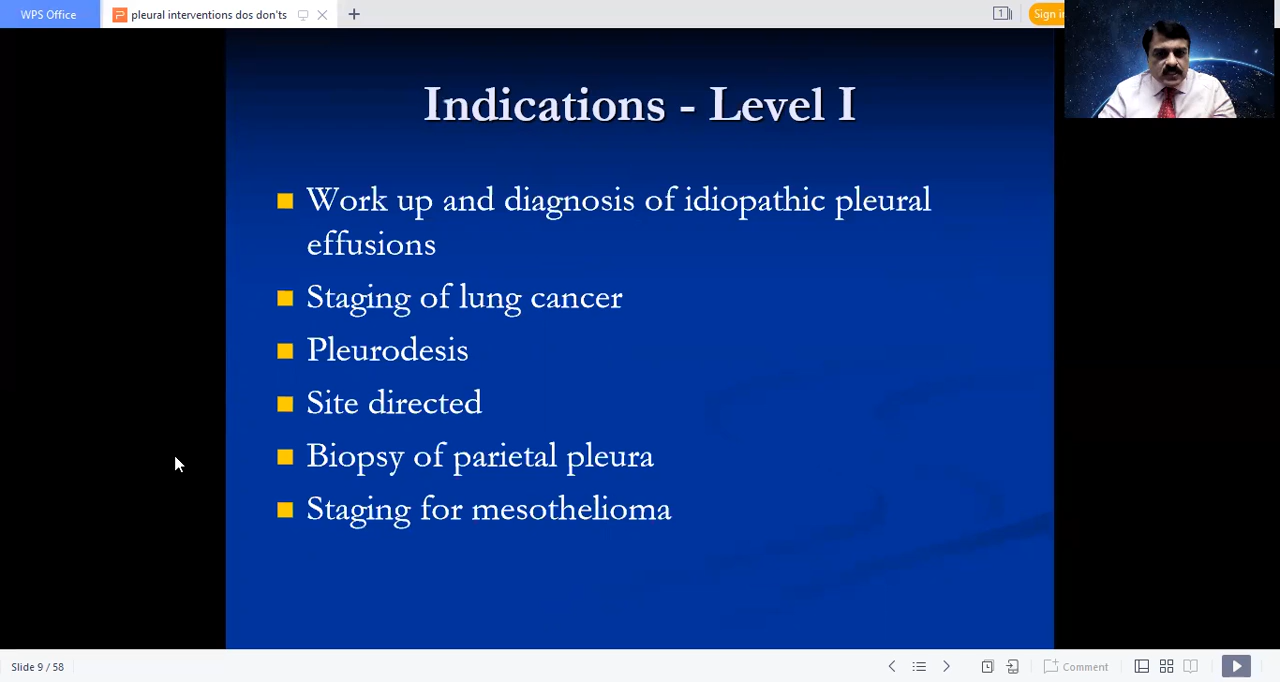 WPS Office
pleural interventions dos don'ts
1
Sign i
Indications - Level I
Work up and diagnosis of idiopathic pleural
effusions
Staging of lung cancer
Pleurodesis
Site directed
Biopsy of parietal pleura
Staging for mesothelioma
Slide 9 / 58
Comment